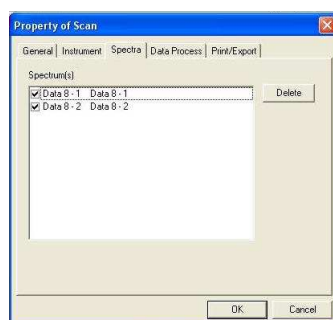 Property of Scan
General Instrument Spectra Data Process Print/Export
Spectrum(s)
Data 8 - 1 Data 8 - 1
Delete
Data 8 - 2 Data 8 - 2
OK Cancel